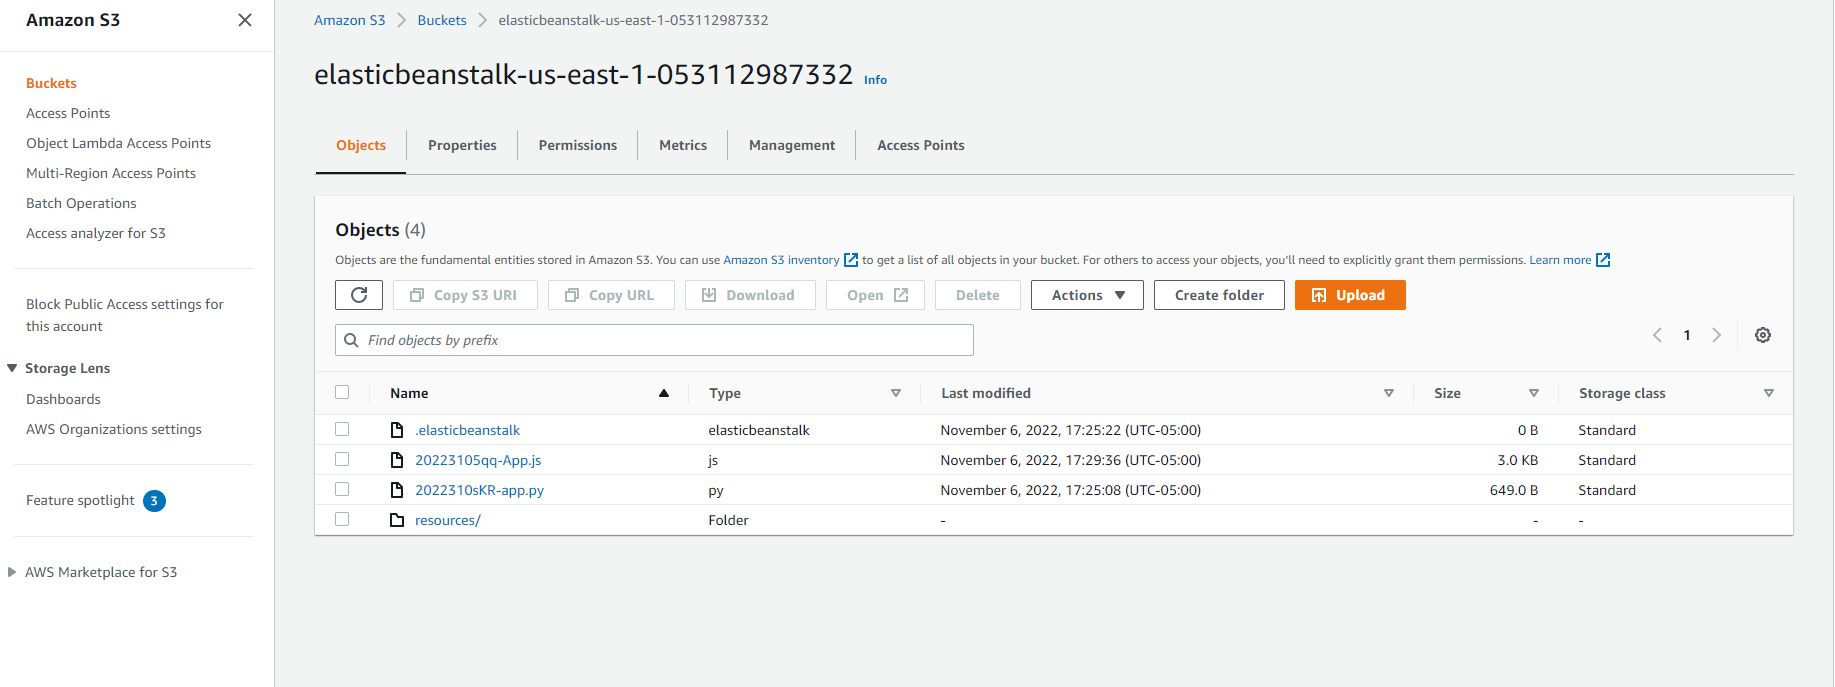 Amazon S3
Buckets
Access Points
Object Lambda Access Points
Multi-Region Access Points
Batch Operations
Access analyzer for S3
Block Public Access settings for
this account
Storage Lens
Dashboards
AWS Organizations settings
Feature spotlight 3
AWS Marketplace for S3
Amazon S3 Buckets elasticbeanstalk-us-east-1-053112987332
elasticbeanstalk-us-east-1-053112987332 Info
Objects Properties Permissions Metrics Management Access Points
Objects (4)
Objects are the fundamental entities stored in Amazon S3. You can use Amazon S3 inventory to get a list of all objects in your bucket. For others to access your objects, you'll need to explicitly grant them permissions. Learn more
Copy S3 URI Copy URL Download Open Delete Actions Create folder Upload
Find objects by prefix
1
Name Type Last modified Size Storage class
.elasticbeanstalk elasticbeanstalk November 6, 2022, 17:25:22 (UTC-05:00) 0 B Standard
20223105qq-App.js js November 6, 2022, 17:29:36 (UTC-05:00) 3.0 KB Standard
2022310sKR-app.py py November 6, 2022, 17:25:08 (UTC-05:00) 649.0 B Standard
resources/ Folder - - -